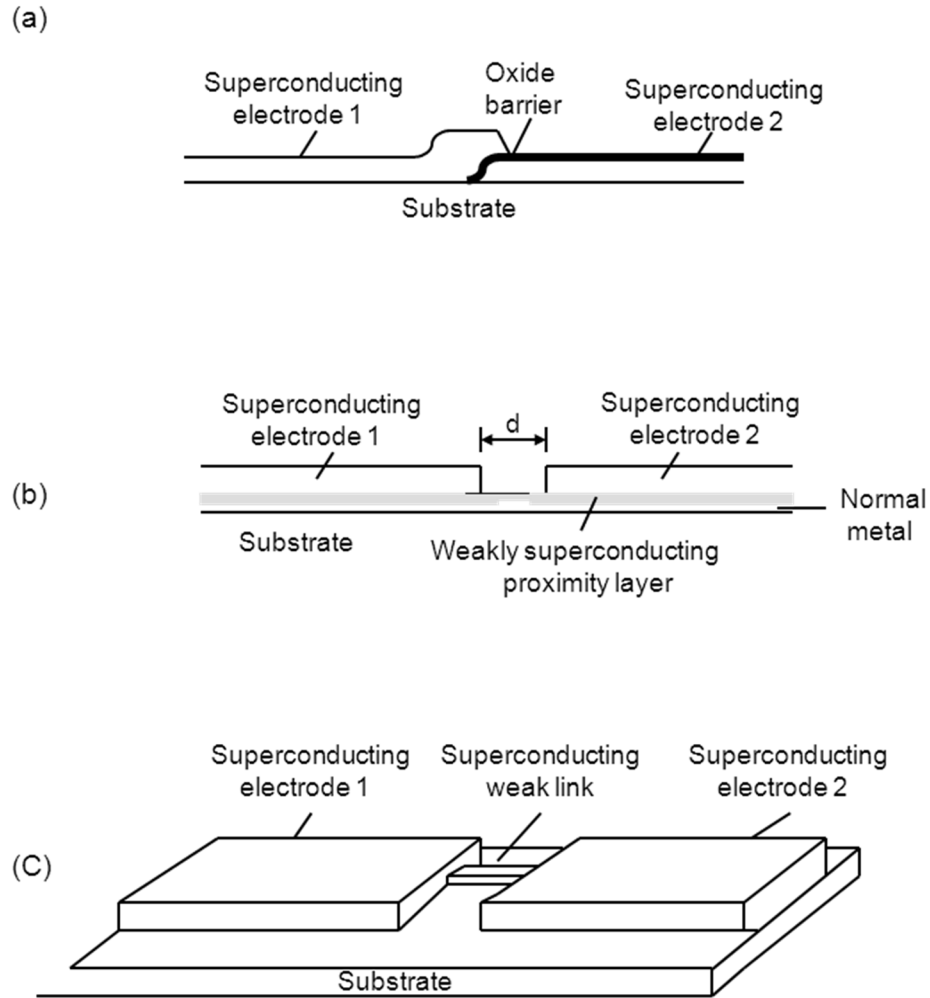 (a)
Superconducting
electrode 1
Oxide
barrier
Superconducting
electrode 2
Substrate
(b)
Superconducting
electrode 1
d
Superconducting
electrode 2
Normal
metal
Substrate
Weakly superconducting
proximity layer
(C)
Superconducting
electrode 1
Superconducting
weak link
Superconducting
electrode 2
Substrate